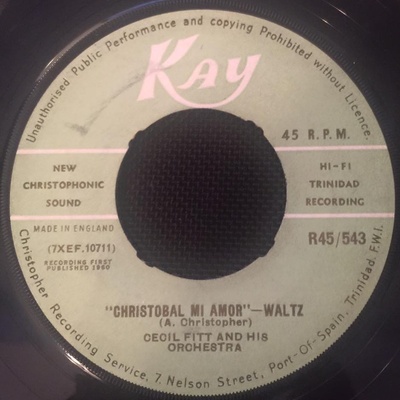 Unauthorised Public Performance and copying Prohibited without Licence.
KAY
45 R.P.M.
NEW
CHRISTOPHONIC
SOUND
HI-FI
TRINIDAD
RECORDING
MADE IN ENGLAND
(7XEF.10711)
RECORDING FIRST
PUBLISHED 1960
R45/543
"CHRISTOBAL MI AMOR"—WALTZ
(A. Christopher)
CECIL FITT AND HIS
ORCHESTRA
Christopher Recording Service, 7 Nelson Street, Port-Of-Spain, Trinidad, F.W.I.